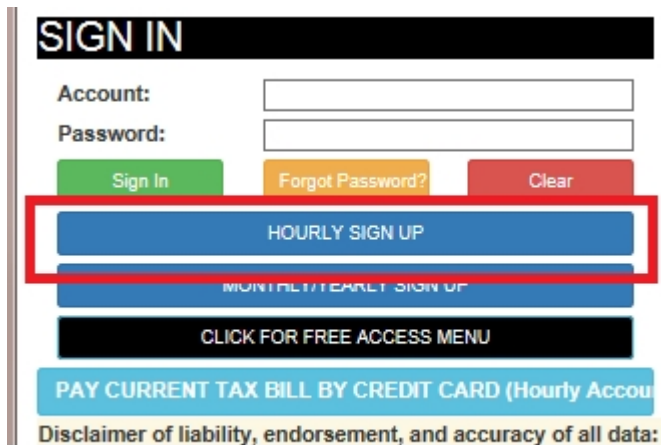 SIGN IN
Account:
Password:
Sign In Forgot Password? Clear
HOURLY SIGN UP
MONTHLY/YEARLY SIGN UP
CLICK FOR FREE ACCESS MENU
PAY CURRENT TAX BILL BY CREDIT CARD (Hourly Accou
Disclaimer of liability, endorsement, and accuracy of all data: